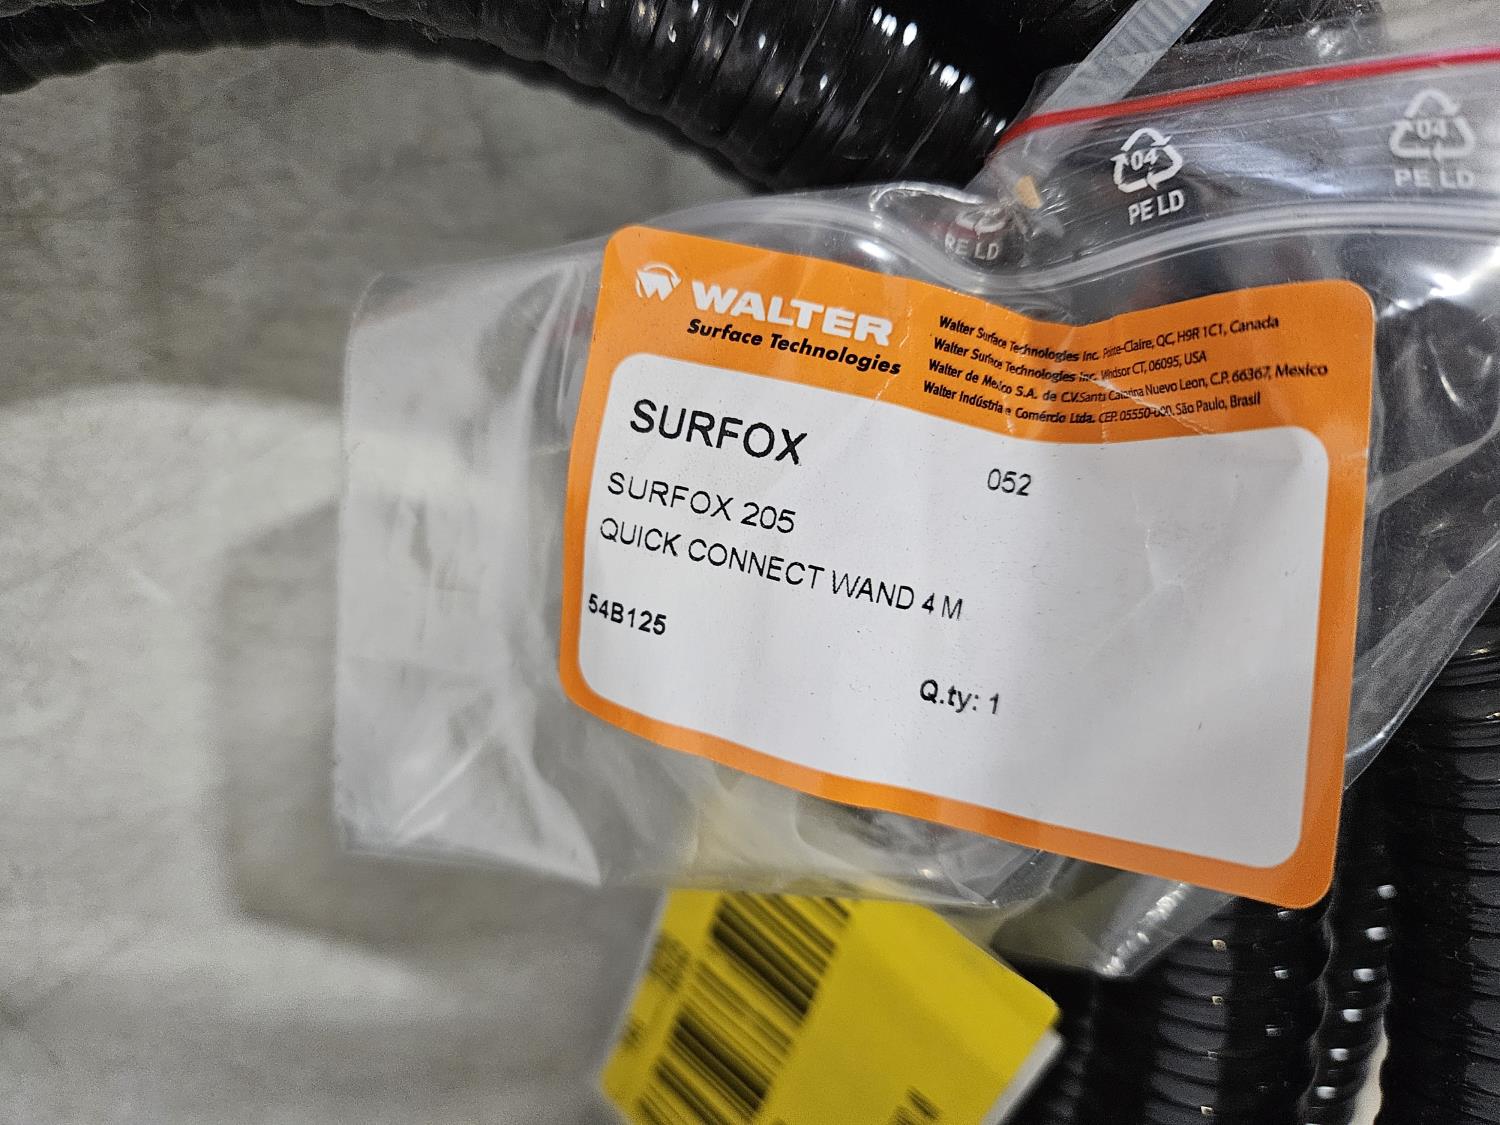 04
PE LD
04
PE LD
PE LD
WALTER
Surface Technologies
Walter Surface Technologies Inc. Pointe-Claire, QC, H9R 1C1, Canada
Walter Surface Technologies Inc. Windsor CT, 06095, USA
Walter de Mexico S.A. de C.V. Santa Catarina Nuevo Leon, C.P. 66367, Mexico
Walter Indústria e Comércio Ltda. CEP. 05550-000. São Paulo, Brasil
SURFOX
052
SURFOX 205
QUICK CONNECT WAND 4 M
54B125
Q.ty: 1